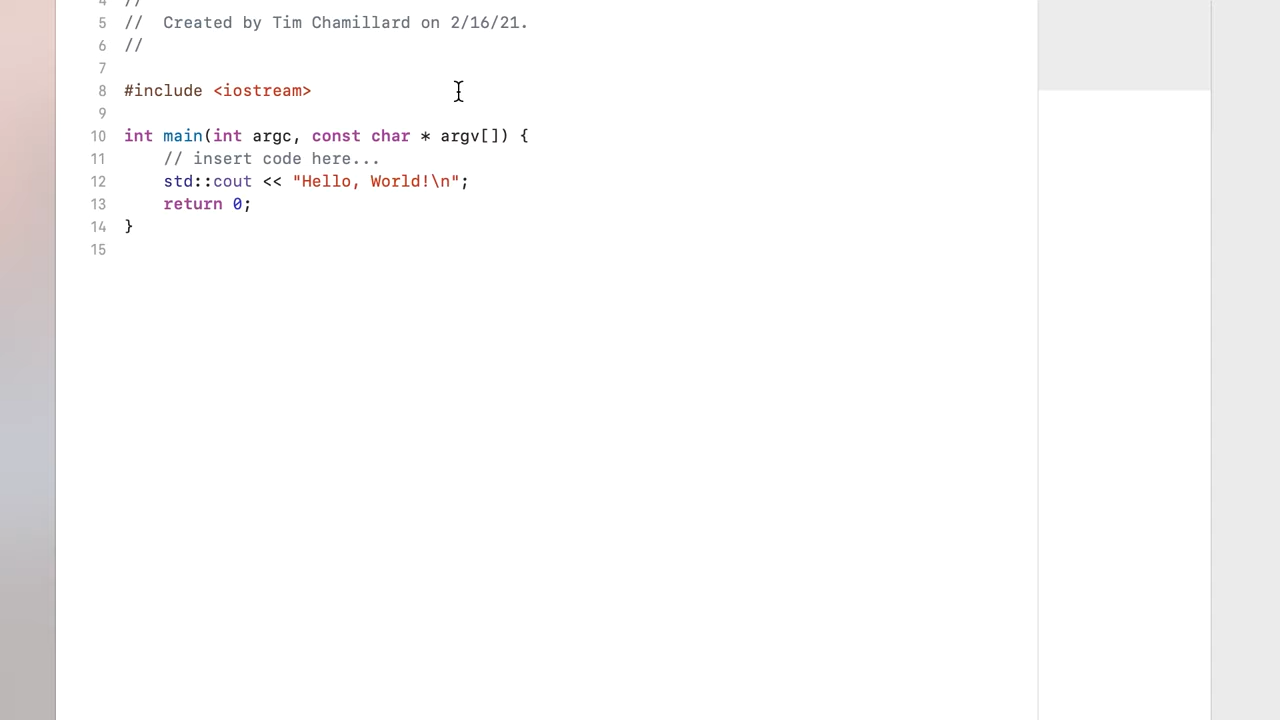 4 //
5 //  Created by Tim Chamillard on 2/16/21.
6 //
7
8 #include <iostream>
9
10 int main(int argc, const char * argv[]) {
11     // insert code here...
12     std::cout << "Hello, World!\n";
13     return 0;
14 }
15